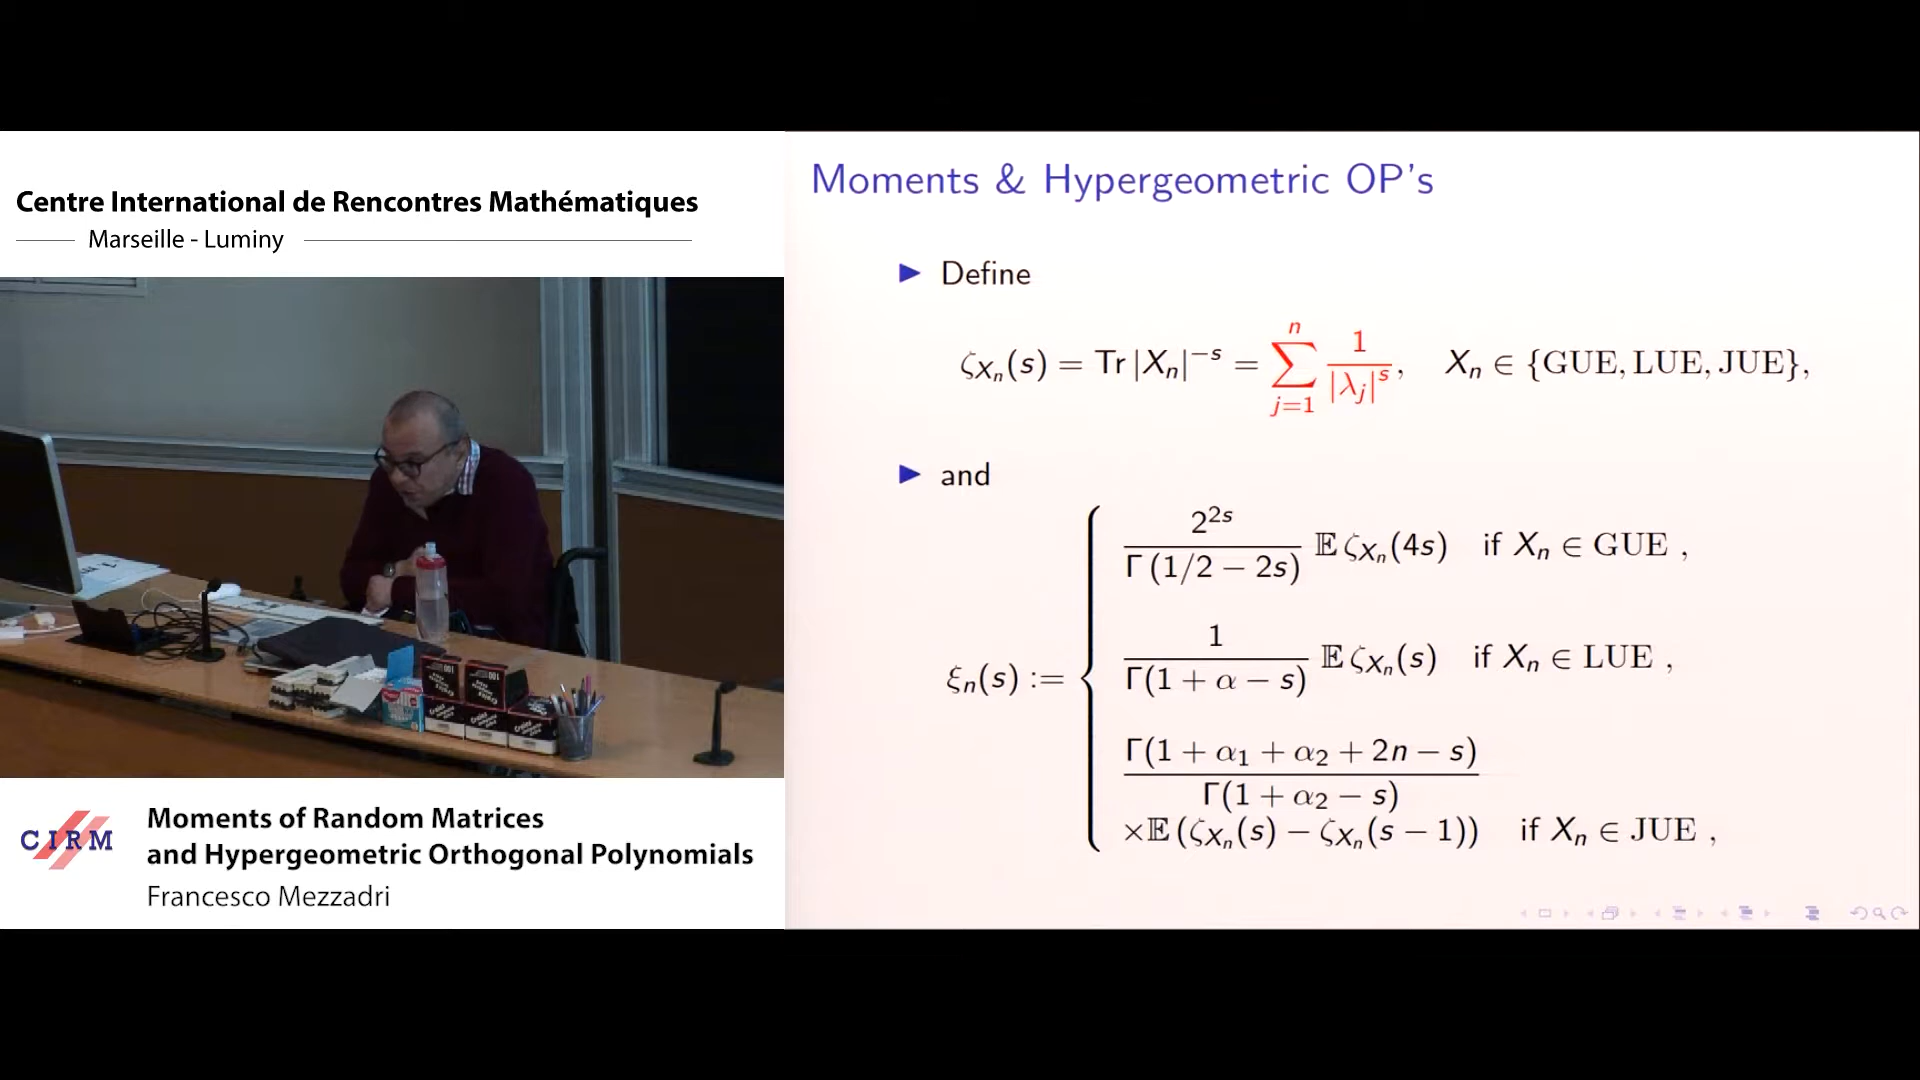 Centre International de Rencontres Mathématiques
Marseille - Luminy
CIRM
Moments of Random Matrices
and Hypergeometric Orthogonal Polynomials
Francesco Mezzadri
Moments & Hypergeometric OP's
▶ Define
ζ_{X_n}(s) = Tr |X_n|^{-s} = \sum_{j=1}^{n} \frac{1}{|λ_j|^s}, X_n ∈ {GUE, LUE, JUE},
▶ and
ξ_n(s) :=
\frac{2^{2s}}{Γ(1/2 − 2s)} 𝔼 ζ_{X_n}(4s) if X_n ∈ GUE ,
\frac{1}{Γ(1 + α − s)} 𝔼 ζ_{X_n}(s) if X_n ∈ LUE ,
\frac{Γ(1 + α_1 + α_2 + 2n − s)}{Γ(1 + α_2 − s)}
×𝔼 (ζ_{X_n}(s) − ζ_{X_n}(s − 1)) if X_n ∈ JUE ,